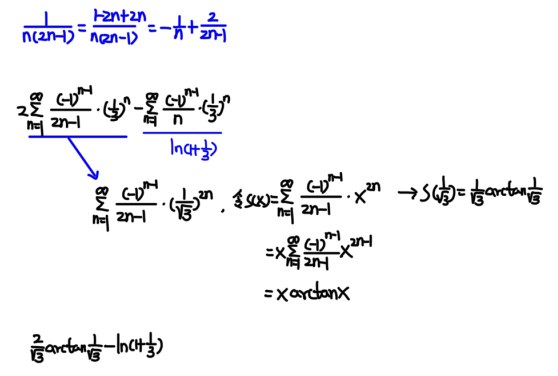 1/(n(2n-1)) = (1-2n+2n)/(n(2n-1)) = -1/n + 2/(2n-1)
2∑_{n=1}^{∞} (-1)^{n-1}/(2n-1)·(1/3)^n - ∑_{n=1}^{∞} (-1)^{n-1}/n·(1/3)^n
ln(1+1/3)
∑_{n=1}^{∞} (-1)^{n-1}/(2n-1)·(1/√3)^{2n}. 令S(x)=∑_{n=1}^{∞} (-1)^{n-1}/(2n-1)·x^{2n} → S(1/√3)=1/√3 arctan 1/√3
=x∑_{n=1}^{∞} (-1)^{n-1}/(2n-1) x^{2n-1}
=x arctanx
2/√3 arctan 1/√3 - ln(1+1/3)